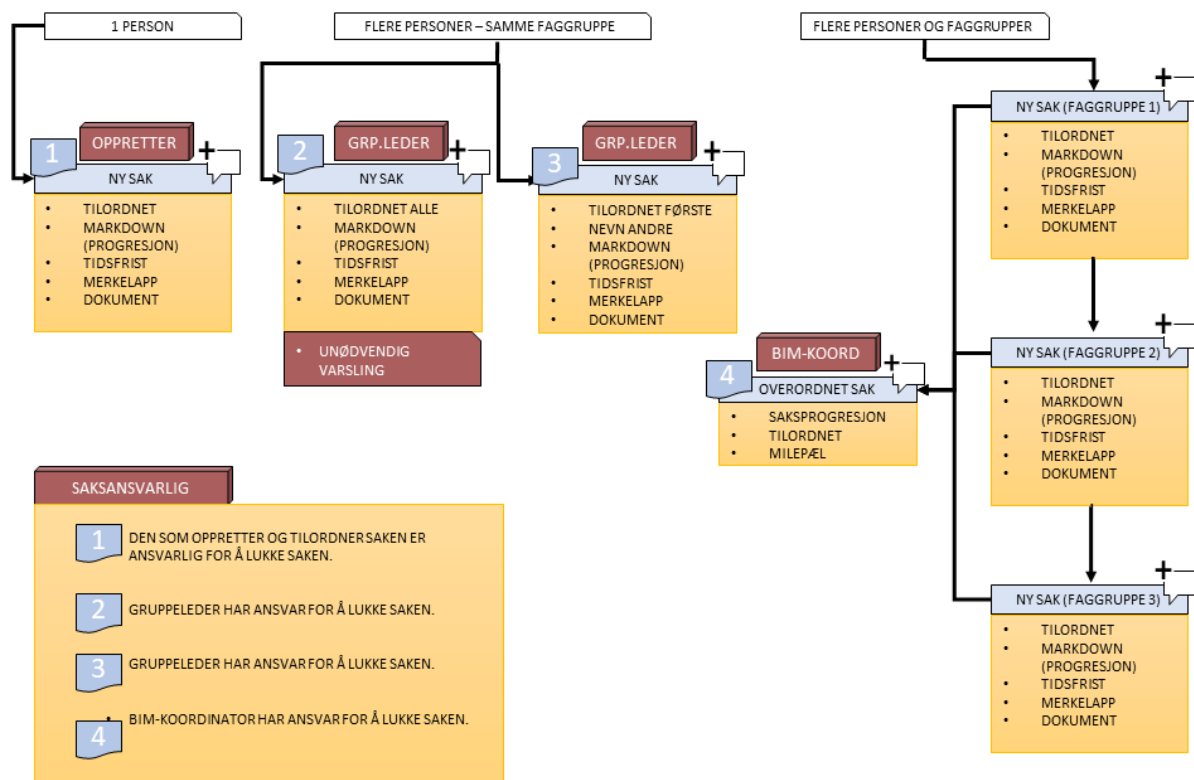 1 PERSON
FLERE PERSONER – SAMME FAGGRUPPE
FLERE PERSONER OG FAGGRUPPER
1
OPPRETTER
NY SAK
• TILORDNET
• MARKDOWN
(PROGRESJON)
• TIDSFRIST
• MERKELAPP
• DOKUMENT
2
GRP.LEDER
NY SAK
• TILORDNET ALLE
• MARKDOWN
(PROGRESJON)
• TIDSFRIST
• MERKELAPP
• DOKUMENT
• UNØDVENDIG
VARSLING
3
GRP.LEDER
NY SAK
• TILORDNET FØRSTE
• NEVN ANDRE
• MARKDOWN
(PROGRESJON)
• TIDSFRIST
• MERKELAPP
• DOKUMENT
NY SAK (FAGGRUPPE 1)
• TILORDNET
• MARKDOWN
(PROGRESJON)
• TIDSFRIST
• MERKELAPP
• DOKUMENT
NY SAK (FAGGRUPPE 2)
• TILORDNET
• MARKDOWN
(PROGRESJON)
• TIDSFRIST
• MERKELAPP
• DOKUMENT
NY SAK (FAGGRUPPE 3)
• TILORDNET
• MARKDOWN
(PROGRESJON)
• TIDSFRIST
• MERKELAPP
• DOKUMENT
4
BIM-KOORD
OVERORDNET SAK
• SAKSPROGRESJON
• TILORDNET
• MILEPÆL
SAKSANSVARLIG
1
DEN SOM OPPRETTER OG TILORDNER SAKEN ER
ANSVARLIG FOR Å LUKKE SAKEN.
2
GRUPPELEDER HAR ANSVAR FOR Å LUKKE SAKEN.
3
GRUPPELEDER HAR ANSVAR FOR Å LUKKE SAKEN.
4
• BIM-KOORDINATOR HAR ANSVAR FOR Å LUKKE SAKEN.